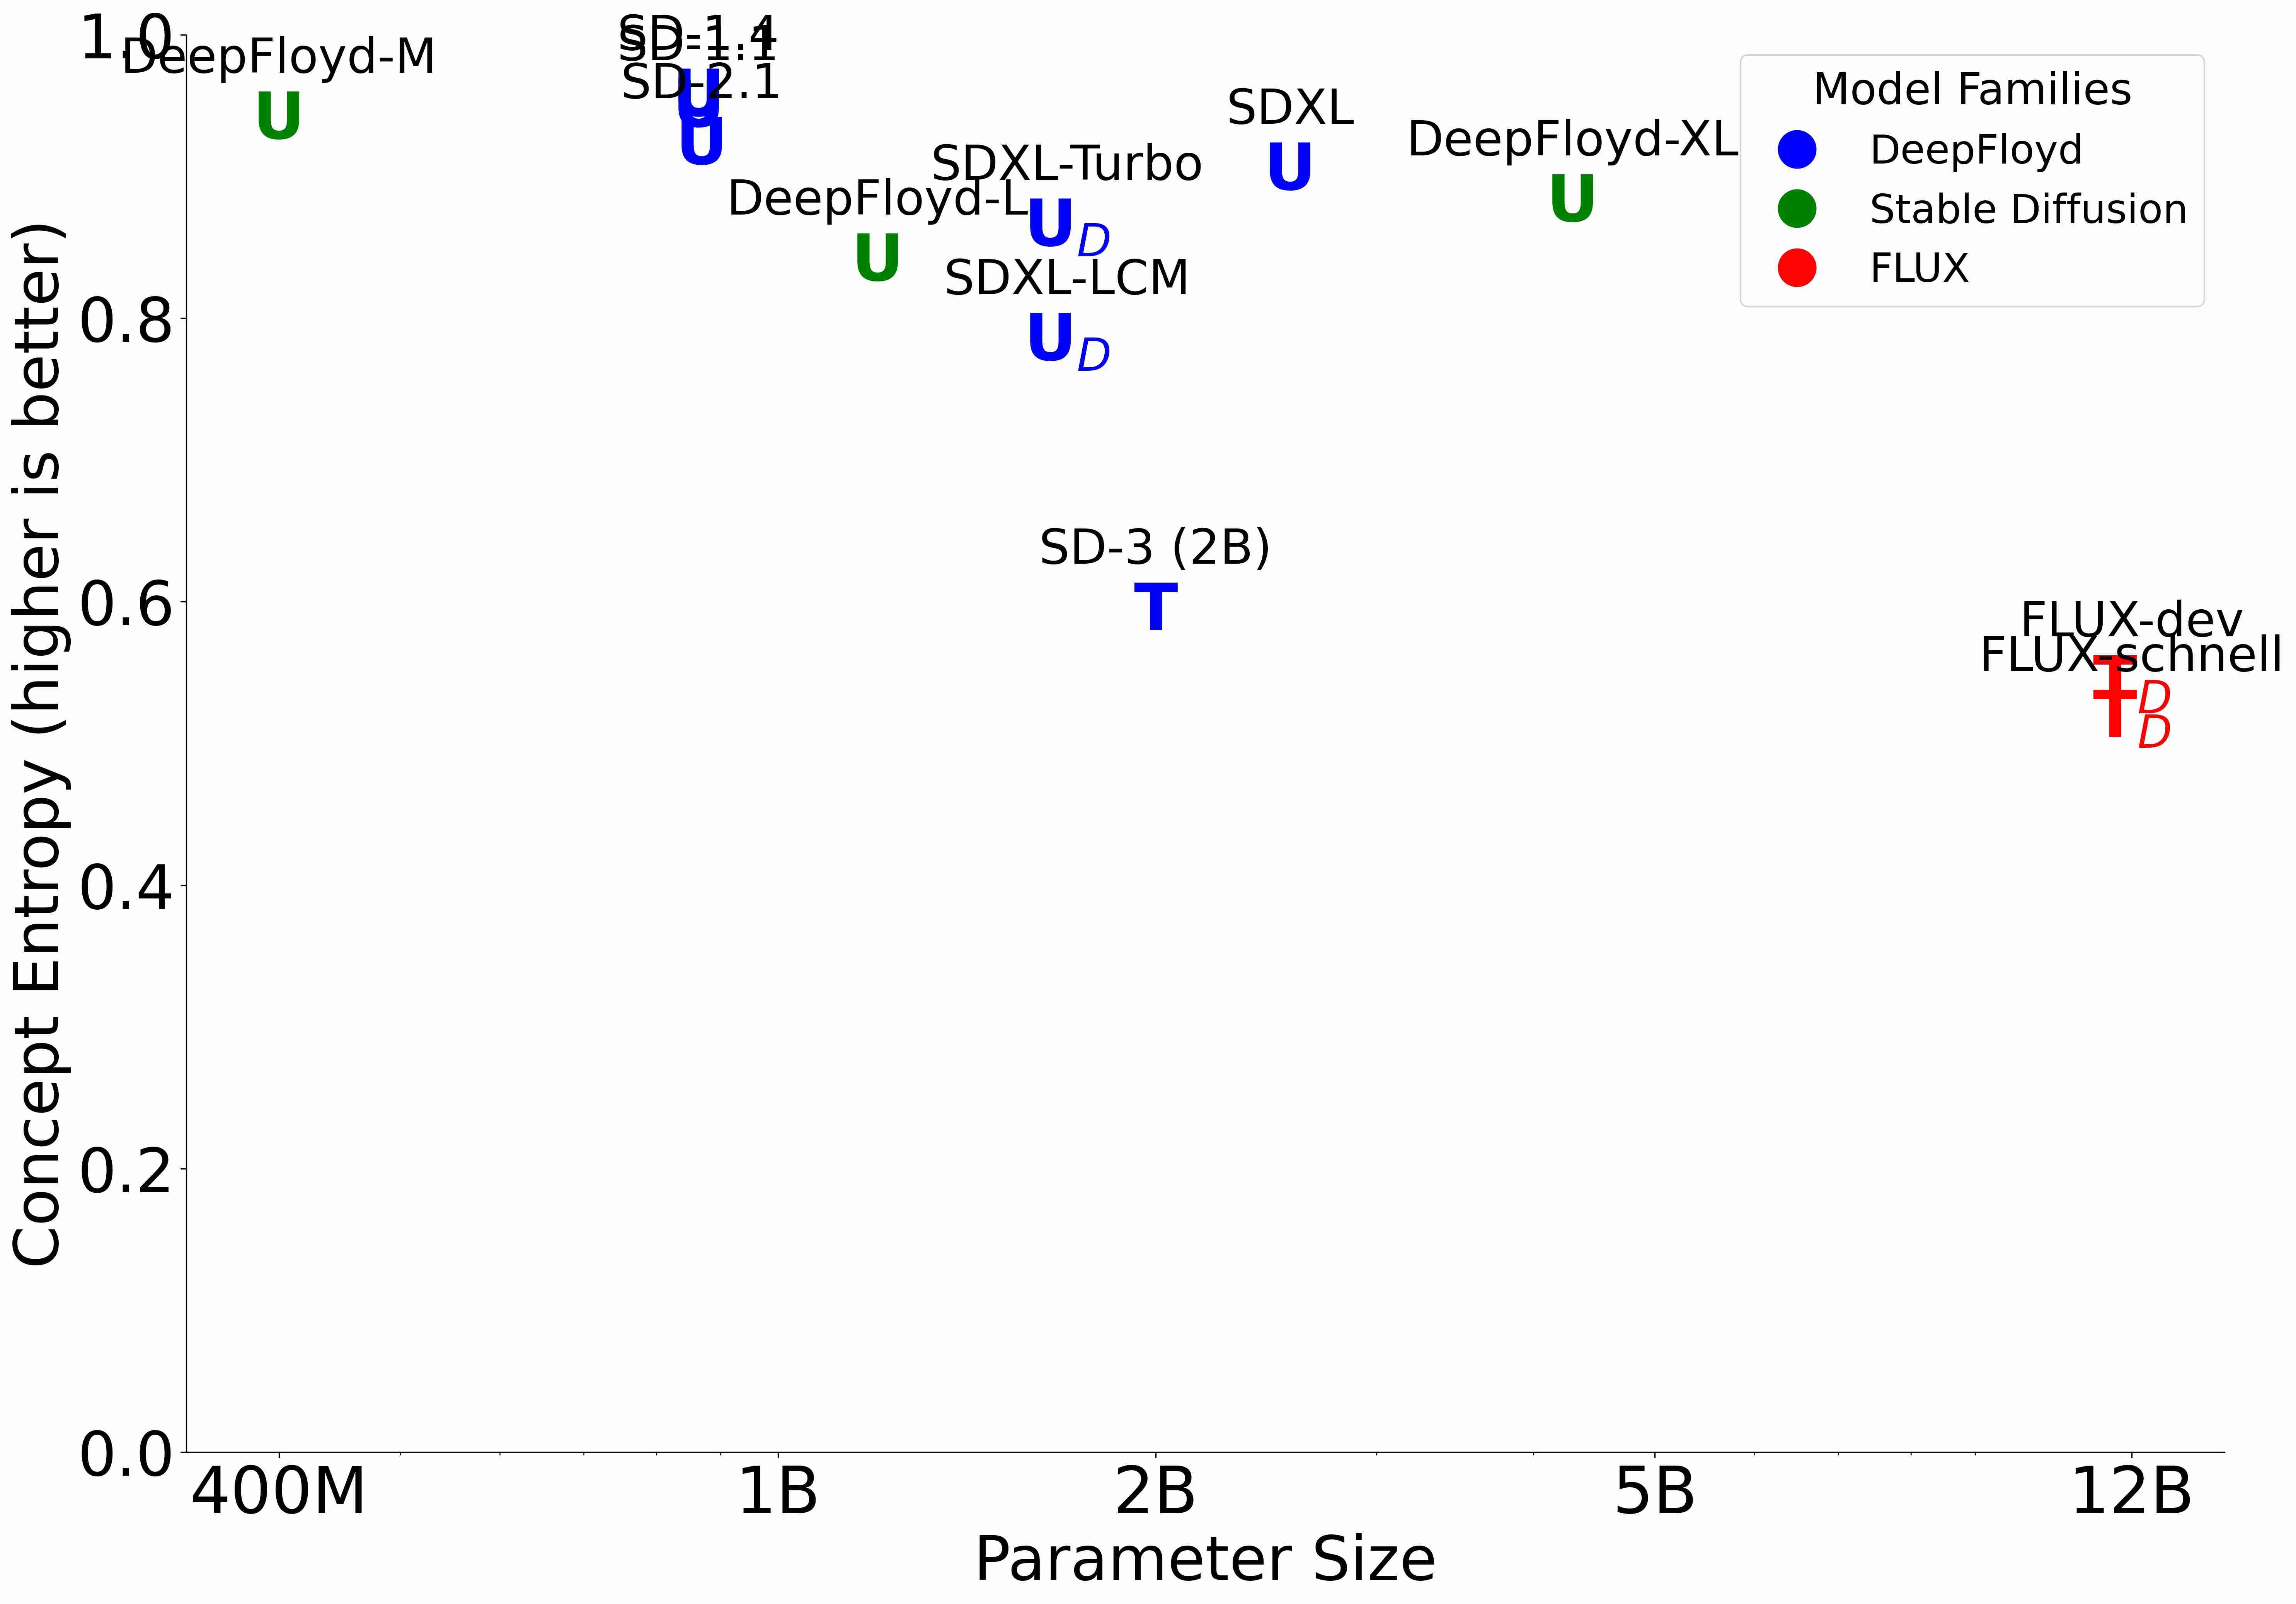 1.0
DeepFloyd-M
U
SD-1.4
SD-1.1
SD-2.1
U
U
U
SDXL
U
DeepFloyd-XL
U
SDXL-Turbo
U D
DeepFloyd-L
U
SDXL-LCM
U D
Model Families
DeepFloyd
Stable Diffusion
FLUX
0.8
SD-3 (2B)
T
0.6
FLUX-dev
FLUX-schnell
T D
T D
0.4
0.2
0.0
Concept Entropy (higher is better)
400M 1B 2B 5B 12B
Parameter Size